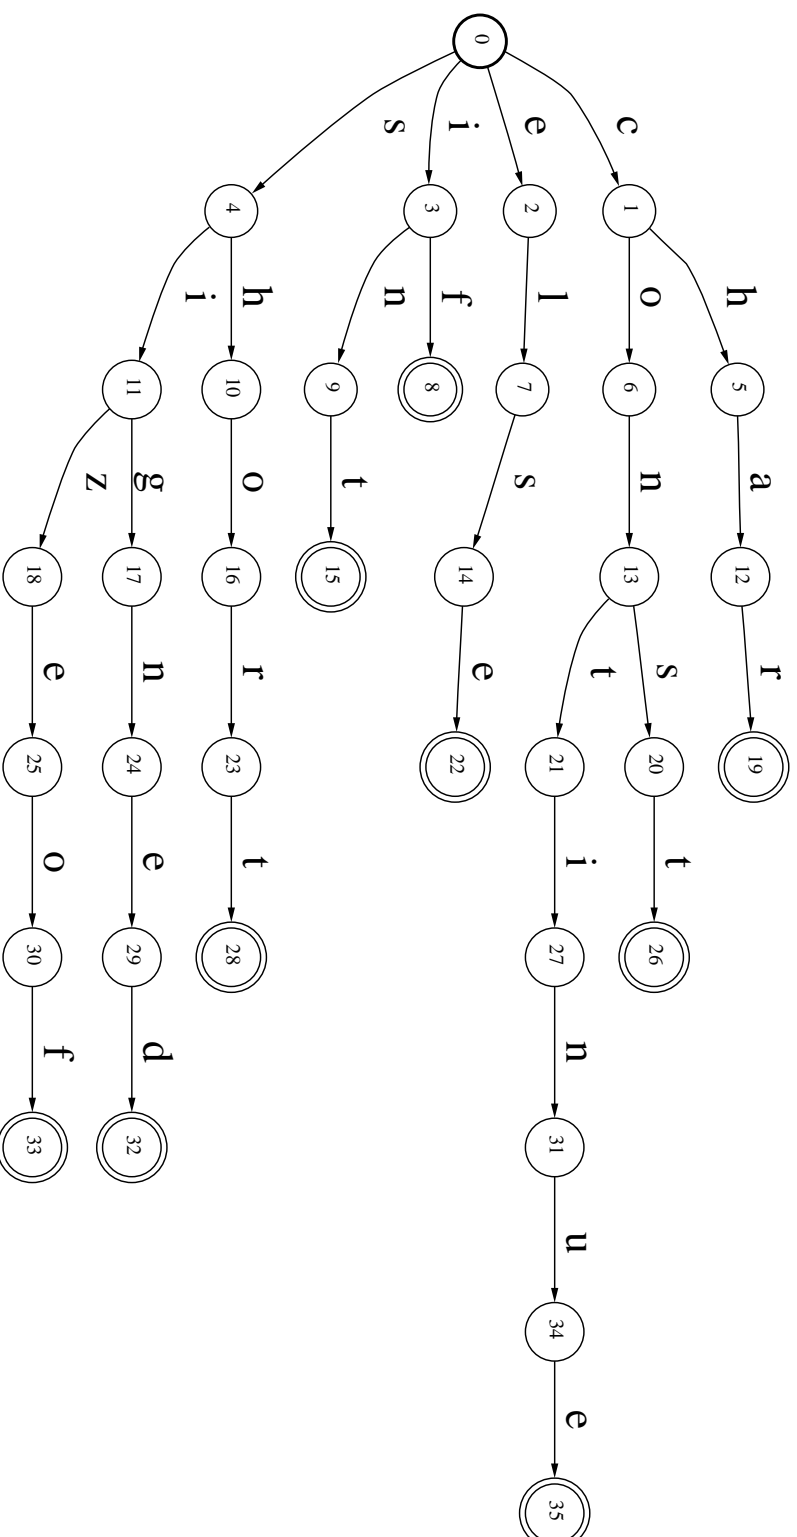 h a r
5 12 19
s t
20 26
c o n
1 6 13
t i n u e
21 27 31 34 35
e l s e
0 2 7 14 22
i f
3 8
n t
9 15
s h o r t
4 10 16 23 28
i g n e d
11 17 24 29 32
z e o f
18 25 30 33